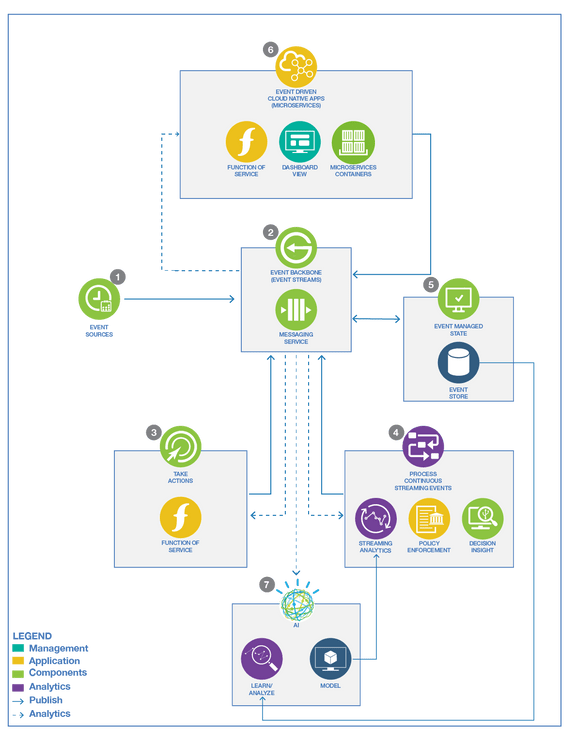 6
EVENT DRIVEN
CLOUD NATIVE APPS
(MICROSERVICES)
FUNCTION OF
SERVICE
DASHBOARD
VIEW
MICROSERVICES
CONTAINERS
2
EVENT BACKBONE
(EVENT STREAMS)
MESSAGING
SERVICE
1
EVENT
SOURCES
5
EVENT MANAGED
STATE
EVENT
STORE
3
TAKE
ACTIONS
FUNCTION OF
SERVICE
4
PROCESS
CONTINUOUS
STREAMING EVENTS
STREAMING
ANALYTICS
POLICY
ENFORCEMENT
DECISION
INSIGHT
7
AI
LEARN/
ANALYZE
MODEL
LEGEND
Management
Application
Components
Analytics
Publish
Analytics